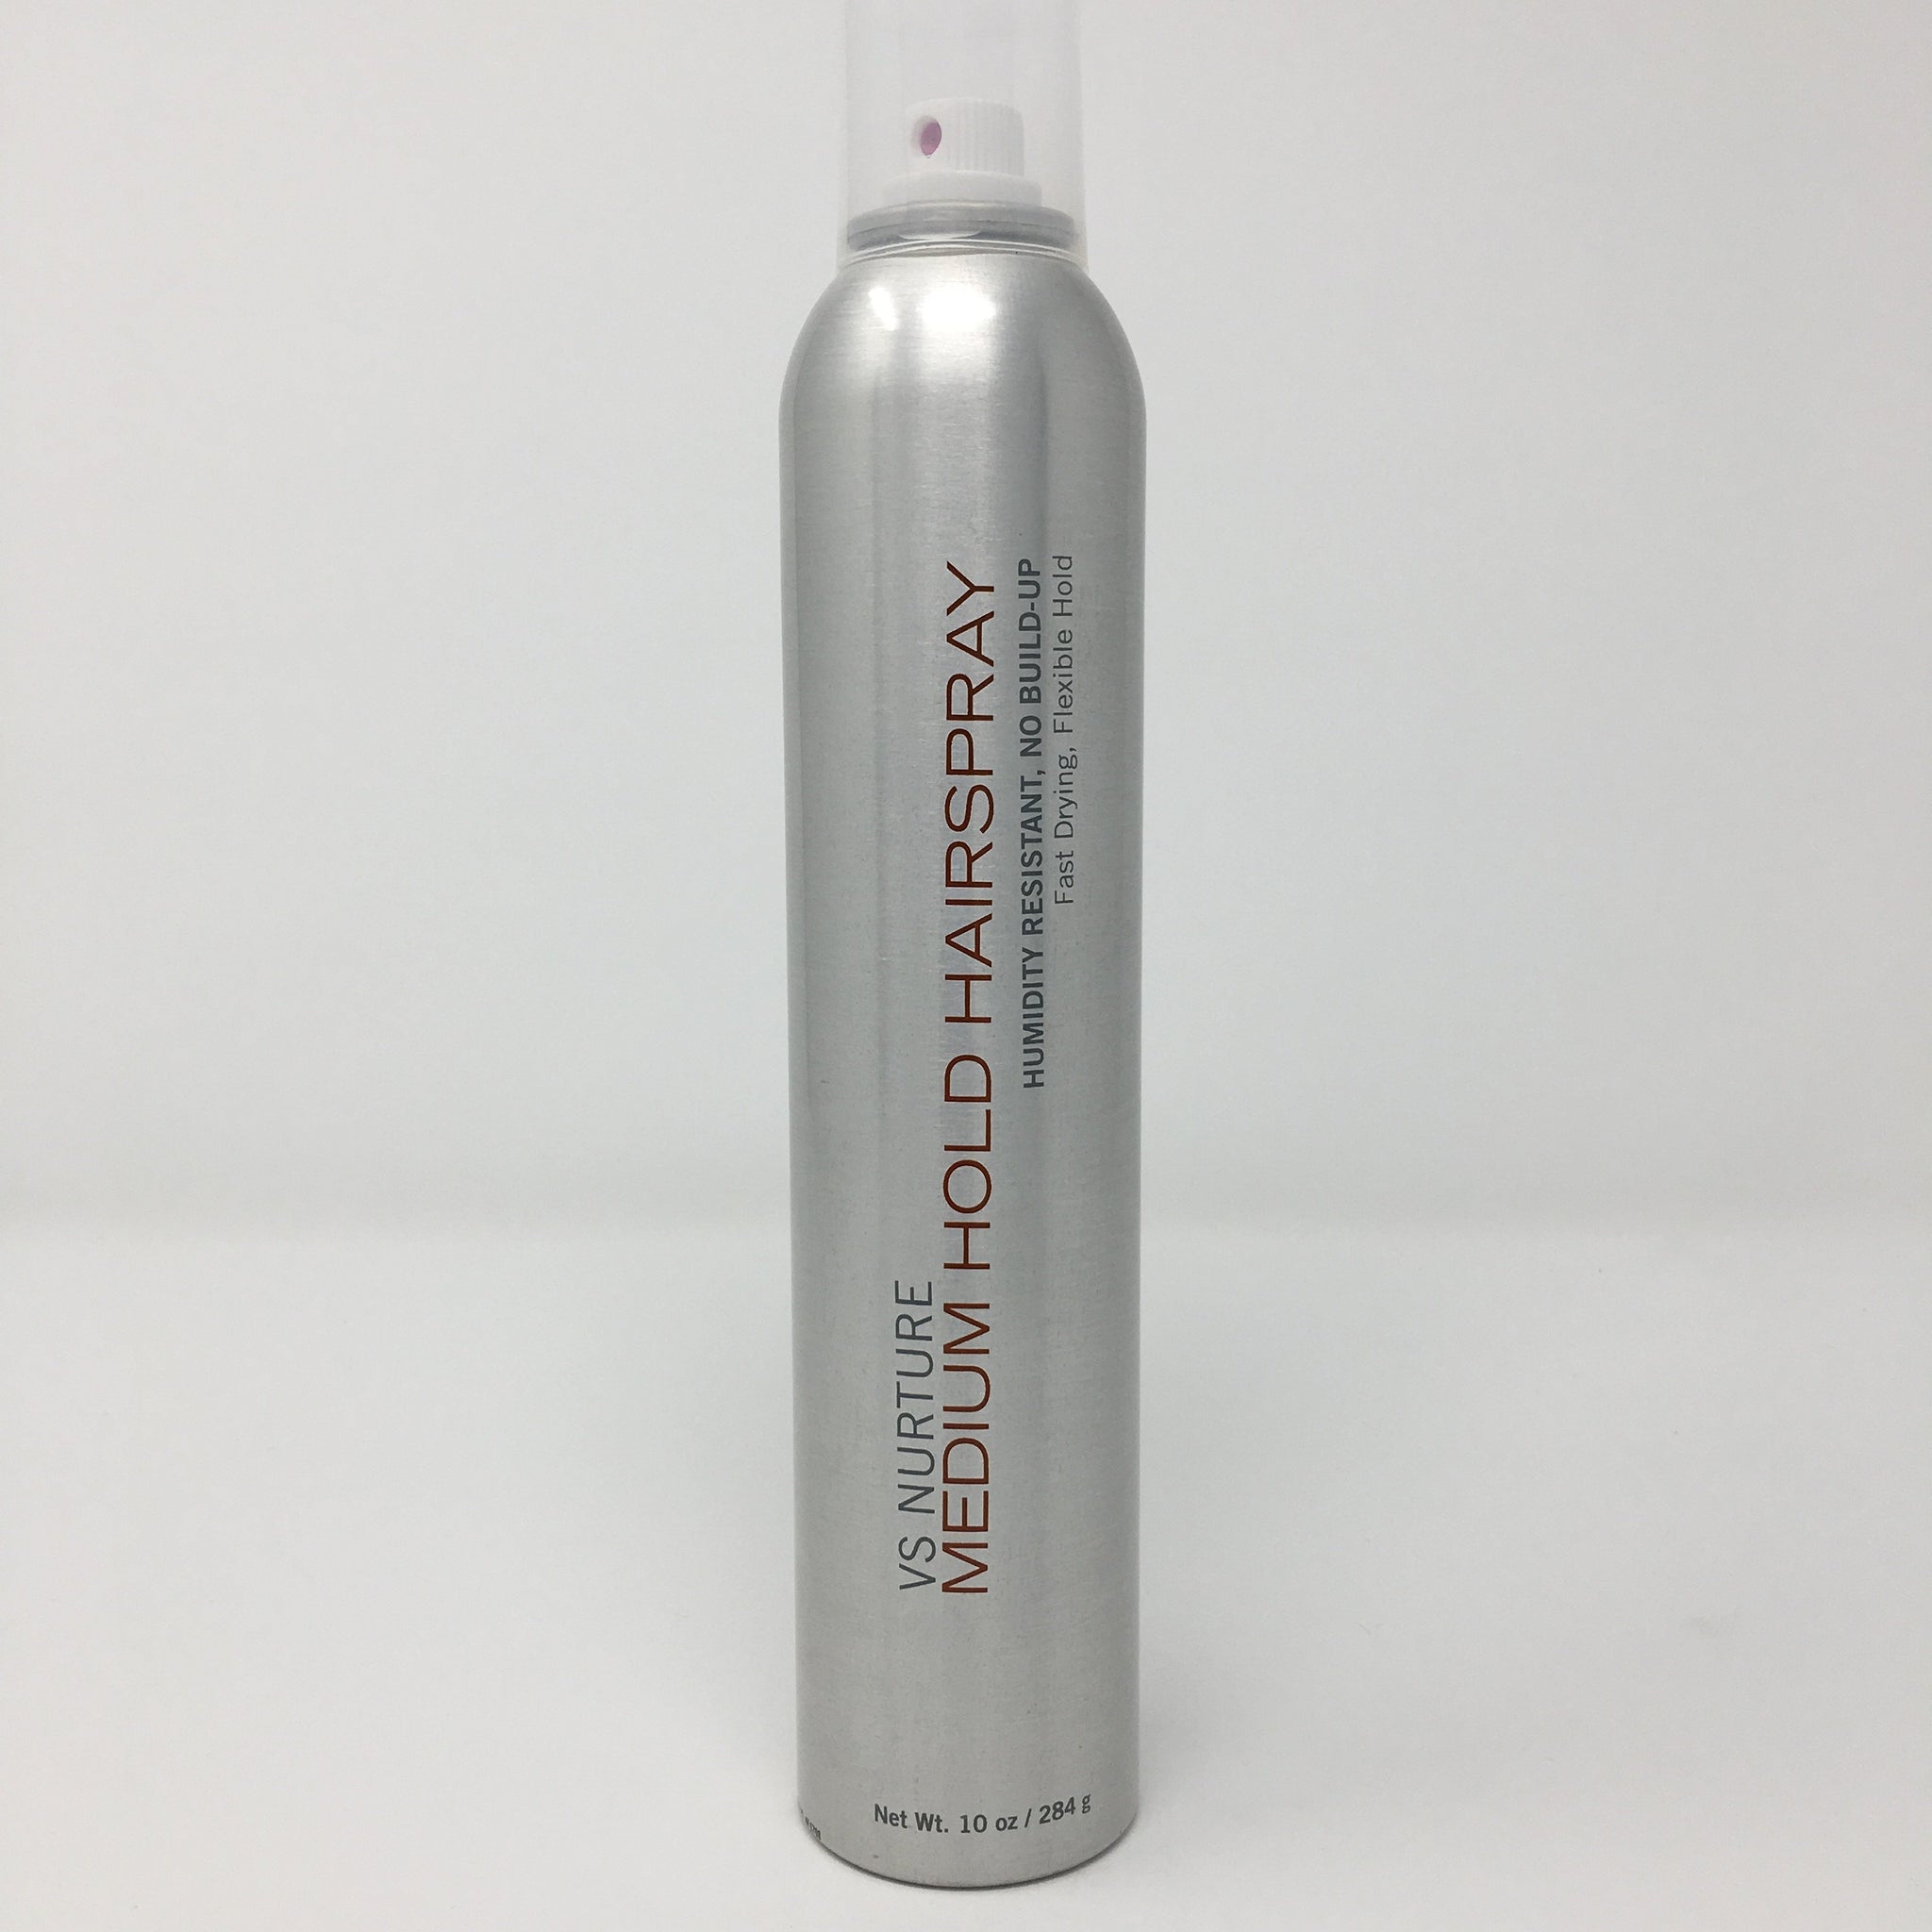 VS NURTURE
MEDIUM HOLD HAIRSPRAY
HUMIDITY RESISTANT, NO BUILD-UP
Fast Drying, Flexible Hold
Net Wt. 10 oz / 284 g